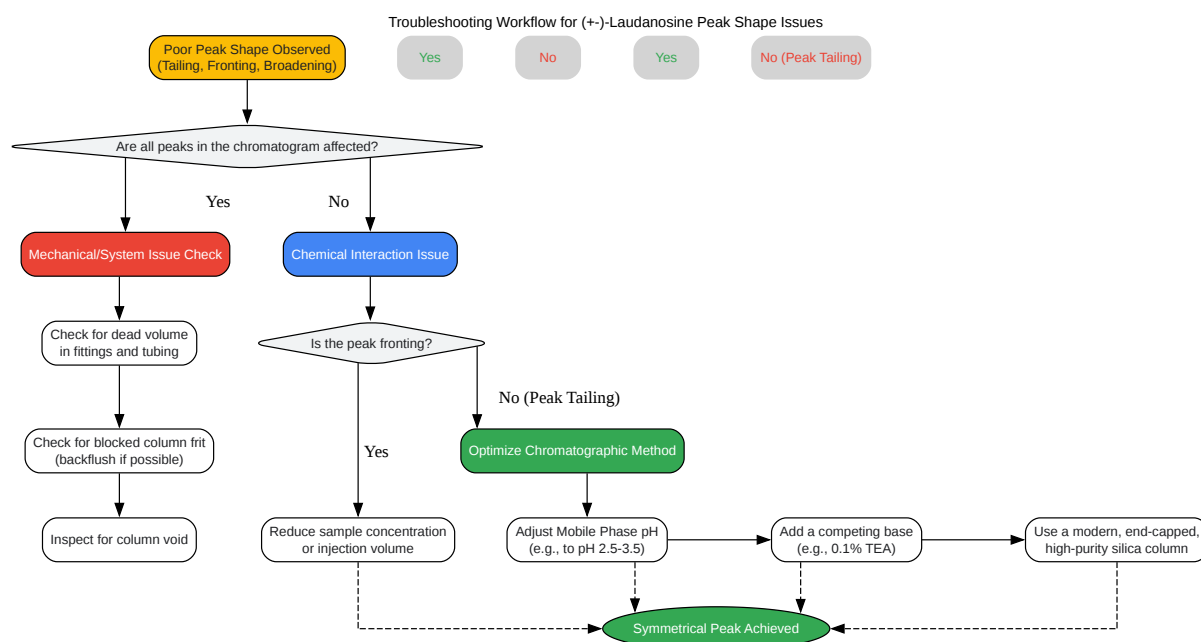 Troubleshooting Workflow for (+-)-Laudanosine Peak Shape Issues
Poor Peak Shape Observed
(Tailing, Fronting, Broadening)
Yes
No
Yes
No (Peak Tailing)
Are all peaks in the chromatogram affected?
Yes
No
Mechanical/System Issue Check
Chemical Interaction Issue
Check for dead volume
in fittings and tubing
Is the peak fronting?
No (Peak Tailing)
Yes
Check for blocked column frit
(backflush if possible)
Optimize Chromatographic Method
Inspect for column void
Reduce sample concentration
or injection volume
Adjust Mobile Phase pH
(e.g., to pH 2.5-3.5)
Add a competing base
(e.g., 0.1% TEA)
Use a modern, end-capped,
high-purity silica column
Symmetrical Peak Achieved